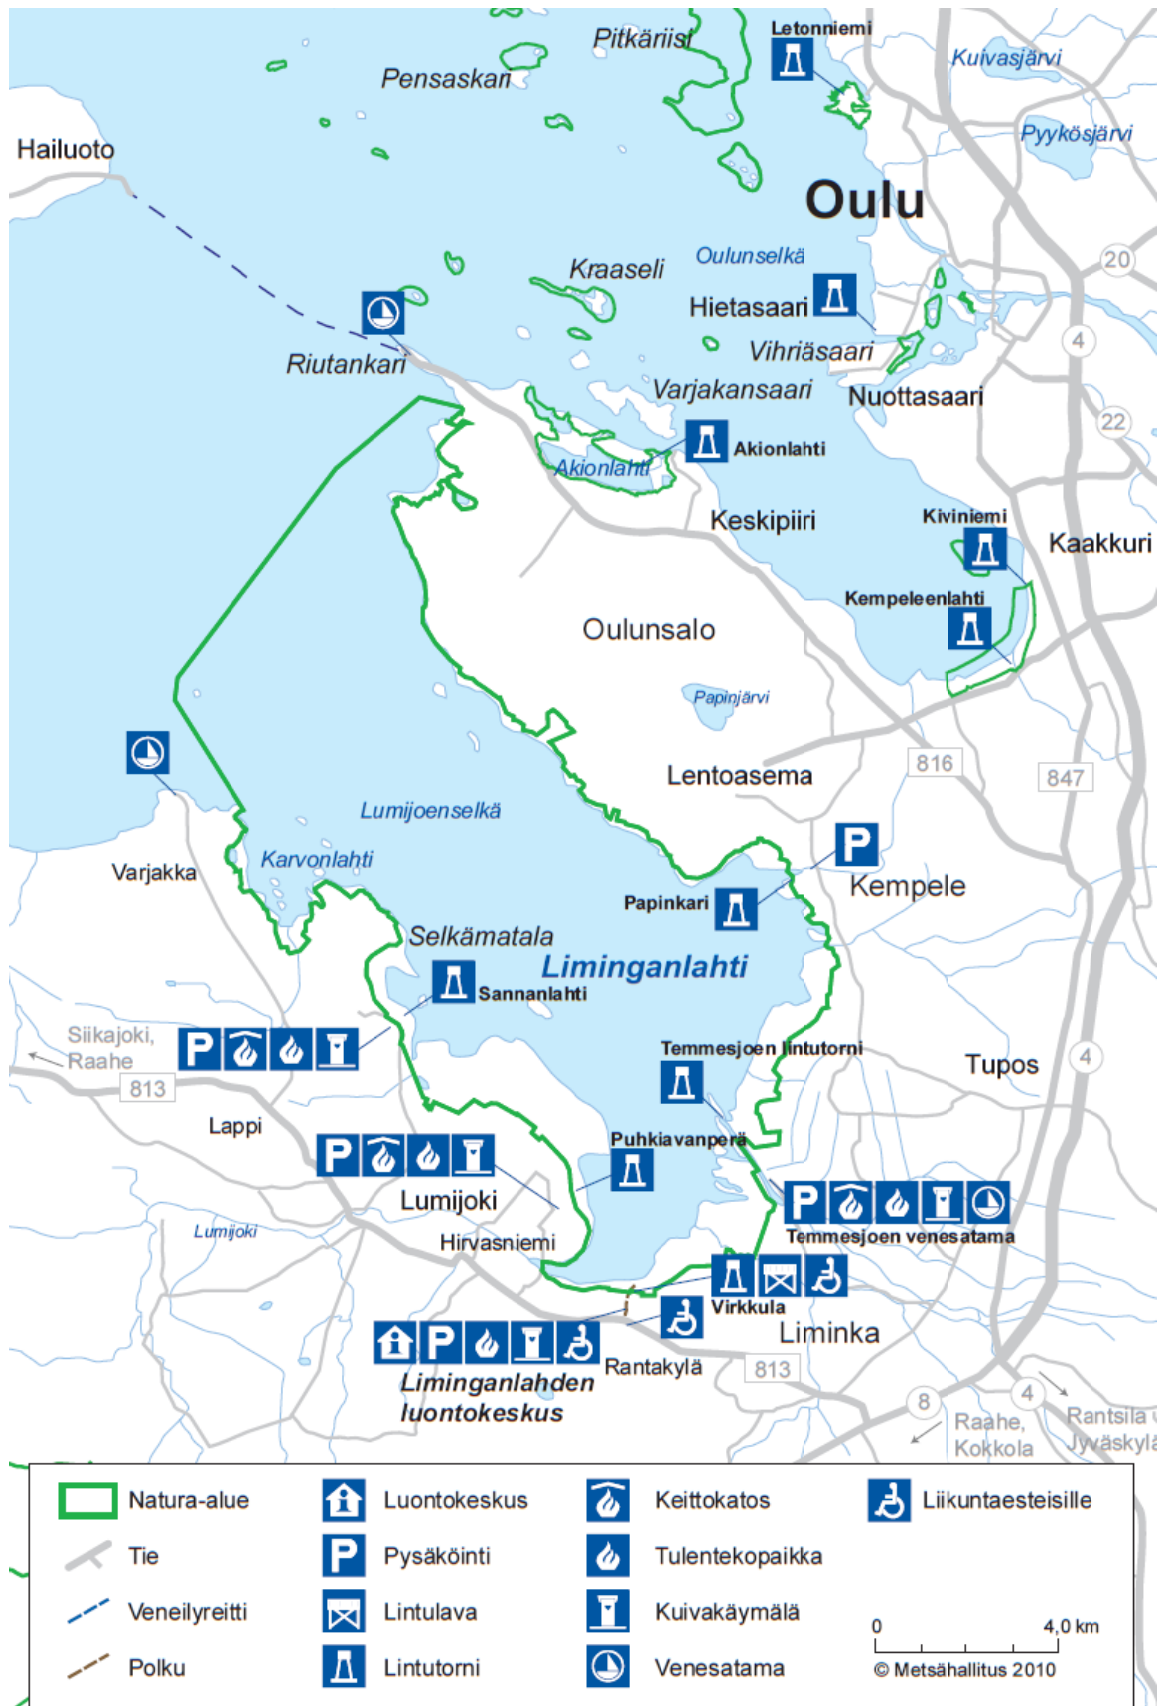 Letonniemi
Pitkäriisi
Kuivasjärvi
Pensaskari
Pyykösjärvi
Hailuoto
Oulu
Oulunselkä
20
Kraaseli
Hietasaari
4
Vihriäsaari
Riutankari
Varjakansaari
Nuottasaari
22
Akionlahti
Akionlahti
Keskipiiri
Kiviniemi
Kaakkuri
Kempeleenlahti
Oulunsalo
Papinjärvi
816
Lentoasema
847
Lumijoenselkä
P
Karvonlahti
Varjakka
Kempele
Papinkari
Selkämatala
Liminganlahti
Sannanlahti
Siikajoki,
Raahe
P
Temmesjoen lintutorni
Tupos
4
813
Lappi
Puhkiavanperä
P
Lumijoki
P
Lumijoki
Temmesjoen venesatama
Hirvasniemi
Virkkula
Liminka
P
Rantakylä
813
Liminganlahden
luontokeskus
8
4
Raahe,
Kokkola
Rantsila
Jyväskylä
Natura-alue
Luontokeskus
Keittokatos
Liikuntaesteisille
Tie
P
Pysäköinti
Tulentekopaikka
Veneilyreitti
Lintulava
Kuivakäymälä
0 4,0 km
Polku
Lintutorni
Venesatama
© Metsähallitus 2010